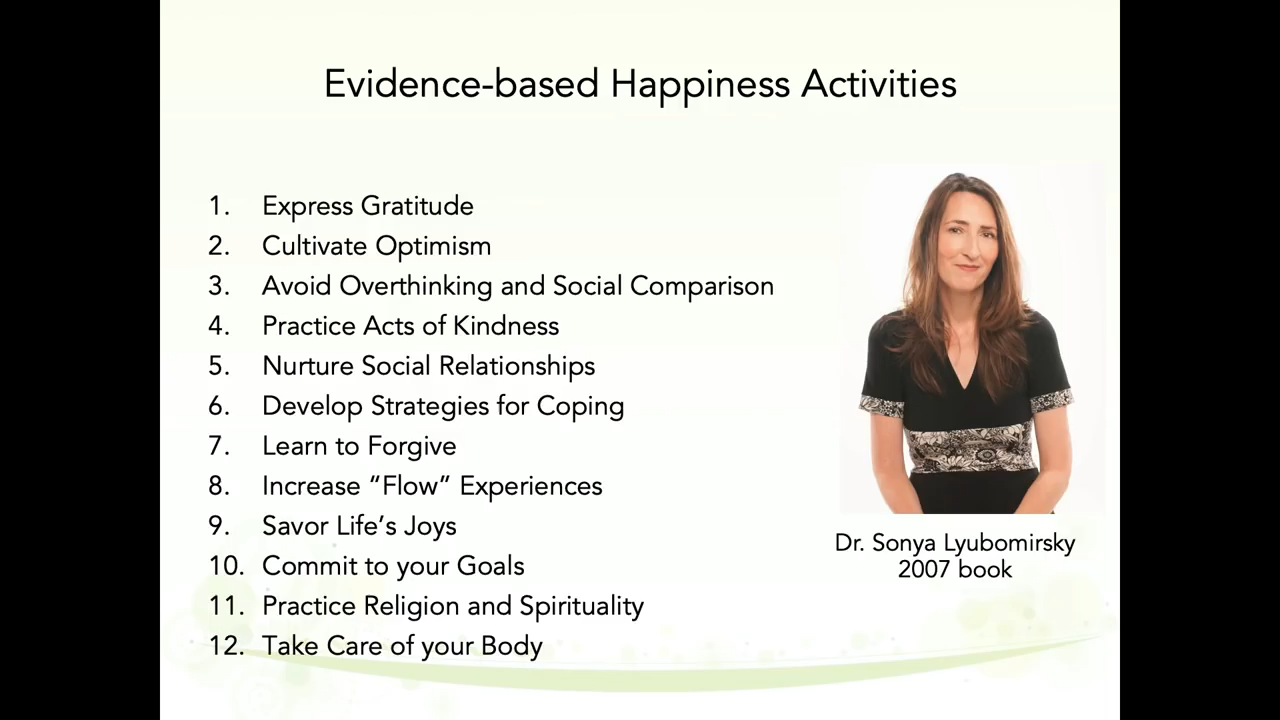 Evidence-based Happiness Activities
1. Express Gratitude
2. Cultivate Optimism
3. Avoid Overthinking and Social Comparison
4. Practice Acts of Kindness
5. Nurture Social Relationships
6. Develop Strategies for Coping
7. Learn to Forgive
8. Increase “Flow” Experiences
9. Savor Life’s Joys
10. Commit to your Goals
11. Practice Religion and Spirituality
12. Take Care of your Body
Dr. Sonya Lyubomirsky
2007 book